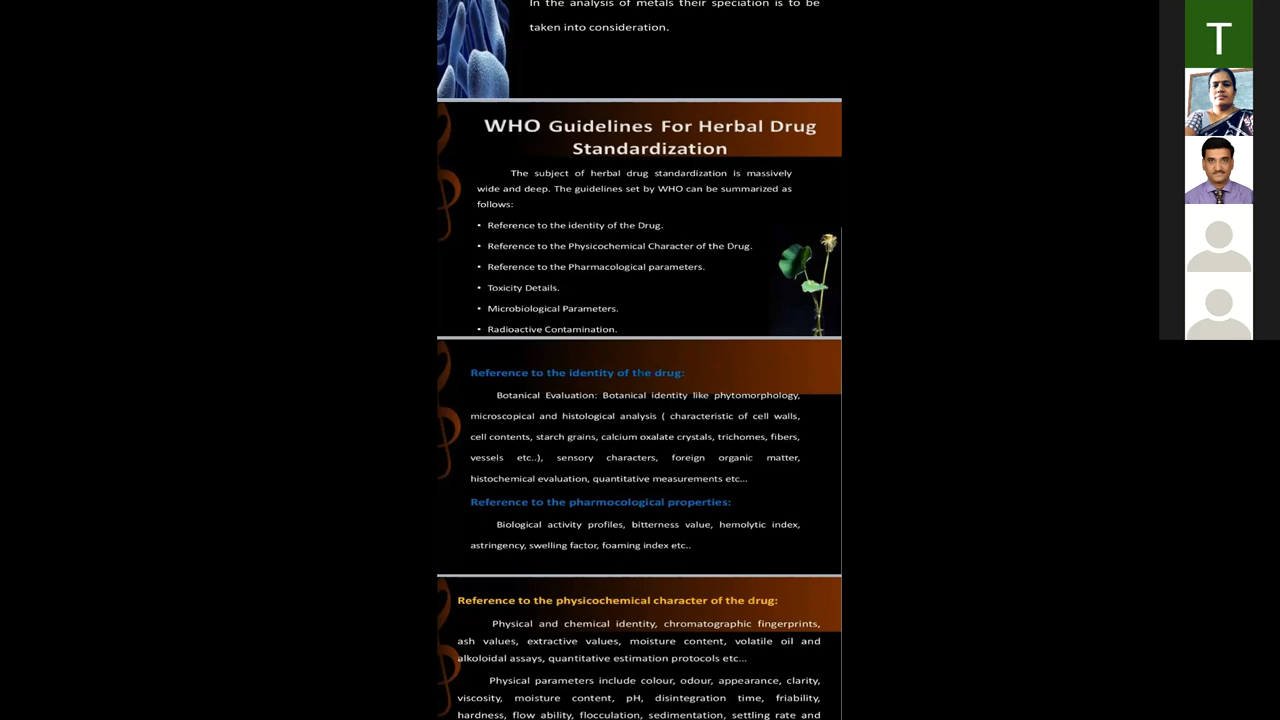 In the analysis of metals their speciation is to be
taken into consideration.
T
WHO Guidelines For Herbal Drug
Standardization
The subject of herbal drug standardization is massively
wide and deep. The guidelines set by WHO can be summarized as
follows:
• Reference to the identity of the Drug.
• Reference to the Physicochemical Character of the Drug.
• Reference to the Pharmacological parameters.
• Toxicity Details.
• Microbiological Parameters.
• Radioactive Contamination.
Reference to the identity of the drug:
Botanical Evaluation: Botanical identity like phytomorphology,
microscopical and histological analysis ( characteristic of cell walls,
cell contents, starch grains, calcium oxalate crystals, trichomes, fibers,
vessels etc..), sensory characters, foreign organic matter,
histochemical evaluation, quantitative measurements etc...
Reference to the pharmocological properties:
Biological activity profiles, bitterness value, hemolytic index,
astringency, swelling factor, foaming index etc..
Reference to the physicochemical character of the drug:
Physical and chemical identity, chromatographic fingerprints,
ash values, extractive values, moisture content, volatile oil and
alkoloidal assays, quantitative estimation protocols etc...
Physical parameters include colour, odour, appearance, clarity,
viscosity, moisture content, pH, disintegration time, friability,
hardness, flow ability, flocculation, sedimentation, settling rate and